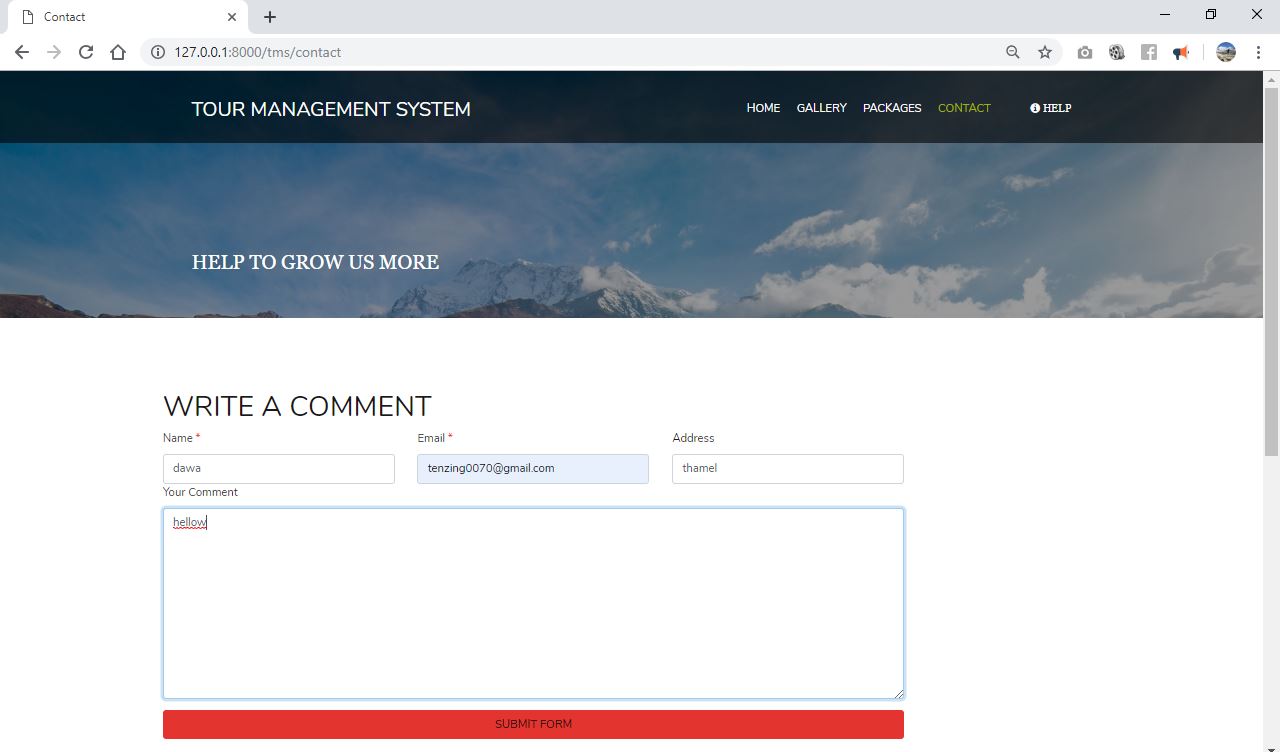 Contact
127.0.0.1:8000/tms/contact
TOUR MANAGEMENT SYSTEM
HOME GALLERY PACKAGES CONTACT HELP
HELP TO GROW US MORE
WRITE A COMMENT
Name * Email * Address
dawa tenzing0070@gmail.com thamel
Your Comment
hellow
SUBMIT FORM